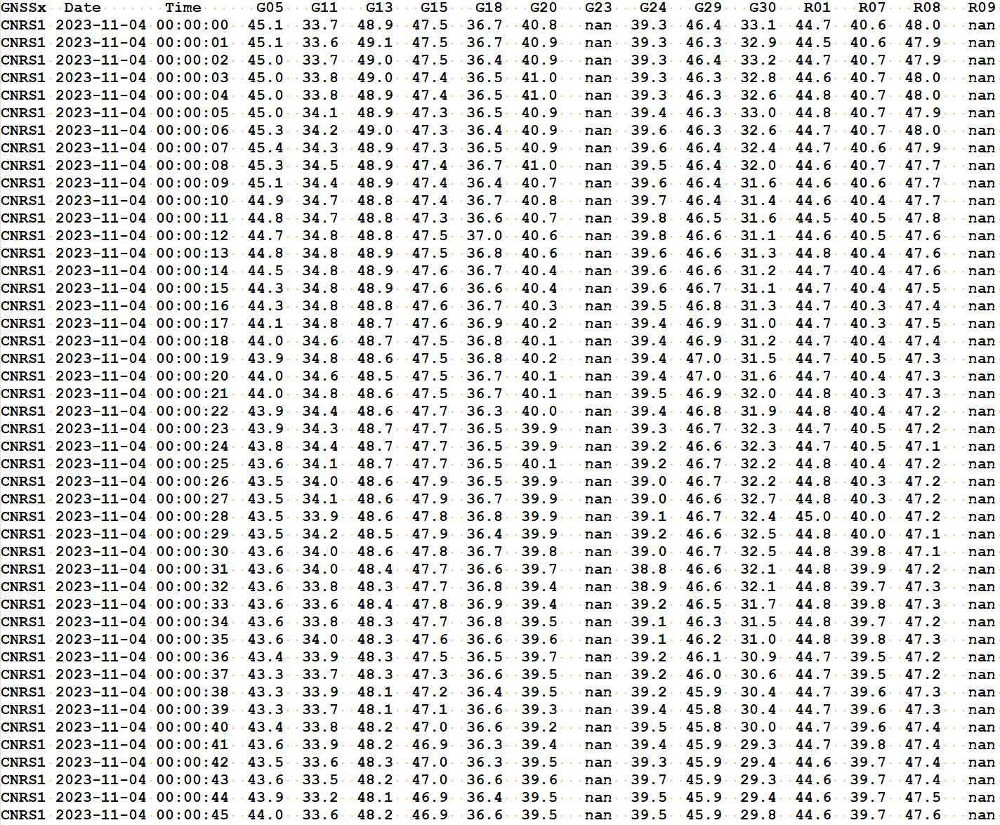 GNSSx Date Time G05 G11 G13 G15 G18 G20 G23 G24 G29 G30 R01 R07 R08 R09
CNRS1 2023-11-04 00:00:00 45.1 33.7 48.9 47.5 36.7 40.8 nan 39.3 46.4 33.1 44.7 40.6 48.0 nan
CNRS1 2023-11-04 00:00:01 45.1 33.6 49.1 47.5 36.7 40.9 nan 39.3 46.3 32.9 44.5 40.6 47.9 nan
CNRS1 2023-11-04 00:00:02 45.0 33.7 49.0 47.5 36.4 40.9 nan 39.3 46.4 33.2 44.7 40.7 47.9 nan
CNRS1 2023-11-04 00:00:03 45.0 33.8 49.0 47.4 36.5 41.0 nan 39.3 46.3 32.8 44.6 40.7 48.0 nan
CNRS1 2023-11-04 00:00:04 45.0 33.8 48.9 47.4 36.5 41.0 nan 39.3 46.3 32.6 44.8 40.7 48.0 nan
CNRS1 2023-11-04 00:00:05 45.0 34.1 48.9 47.3 36.5 40.9 nan 39.4 46.3 33.0 44.8 40.7 47.9 nan
CNRS1 2023-11-04 00:00:06 45.3 34.2 49.0 47.3 36.4 40.9 nan 39.6 46.3 32.6 44.7 40.7 48.0 nan
CNRS1 2023-11-04 00:00:07 45.4 34.3 48.9 47.3 36.5 40.9 nan 39.6 46.4 32.4 44.7 40.6 47.9 nan
CNRS1 2023-11-04 00:00:08 45.3 34.5 48.9 47.4 36.7 41.0 nan 39.5 46.4 32.0 44.6 40.7 47.7 nan
CNRS1 2023-11-04 00:00:09 45.1 34.4 48.9 47.4 36.4 40.7 nan 39.6 46.4 31.6 44.6 40.6 47.7 nan
CNRS1 2023-11-04 00:00:10 44.9 34.7 48.8 47.4 36.7 40.8 nan 39.7 46.4 31.4 44.6 40.4 47.7 nan
CNRS1 2023-11-04 00:00:11 44.8 34.7 48.8 47.3 36.6 40.7 nan 39.8 46.5 31.6 44.5 40.5 47.8 nan
CNRS1 2023-11-04 00:00:12 44.7 34.8 48.8 47.5 37.0 40.6 nan 39.8 46.6 31.1 44.6 40.5 47.6 nan
CNRS1 2023-11-04 00:00:13 44.8 34.8 48.9 47.5 36.8 40.6 nan 39.6 46.6 31.3 44.8 40.4 47.6 nan
CNRS1 2023-11-04 00:00:14 44.5 34.8 48.9 47.6 36.7 40.4 nan 39.6 46.6 31.2 44.7 40.4 47.6 nan
CNRS1 2023-11-04 00:00:15 44.3 34.8 48.9 47.6 36.6 40.4 nan 39.6 46.7 31.1 44.7 40.4 47.5 nan
CNRS1 2023-11-04 00:00:16 44.3 34.8 48.8 47.6 36.7 40.3 nan 39.5 46.8 31.3 44.7 40.3 47.4 nan
CNRS1 2023-11-04 00:00:17 44.1 34.8 48.7 47.6 36.9 40.2 nan 39.4 46.9 31.0 44.7 40.3 47.5 nan
CNRS1 2023-11-04 00:00:18 44.0 34.6 48.7 47.5 36.8 40.1 nan 39.4 46.9 31.2 44.7 40.4 47.4 nan
CNRS1 2023-11-04 00:00:19 43.9 34.8 48.6 47.5 36.8 40.2 nan 39.4 47.0 31.5 44.7 40.5 47.3 nan
CNRS1 2023-11-04 00:00:20 44.0 34.6 48.5 47.5 36.7 40.1 nan 39.4 47.0 31.6 44.7 40.4 47.3 nan
CNRS1 2023-11-04 00:00:21 44.0 34.8 48.6 47.5 36.7 40.1 nan 39.5 46.9 32.0 44.8 40.3 47.3 nan
CNRS1 2023-11-04 00:00:22 43.9 34.4 48.6 47.7 36.3 40.0 nan 39.4 46.8 31.9 44.8 40.4 47.2 nan
CNRS1 2023-11-04 00:00:23 43.9 34.3 48.7 47.7 36.5 39.9 nan 39.3 46.7 32.3 44.7 40.5 47.2 nan
CNRS1 2023-11-04 00:00:24 43.8 34.4 48.7 47.7 36.5 39.9 nan 39.2 46.6 32.3 44.7 40.5 47.1 nan
CNRS1 2023-11-04 00:00:25 43.6 34.1 48.7 47.7 36.5 40.1 nan 39.2 46.7 32.2 44.8 40.4 47.2 nan
CNRS1 2023-11-04 00:00:26 43.5 34.0 48.6 47.9 36.5 39.9 nan 39.0 46.7 32.2 44.8 40.3 47.2 nan
CNRS1 2023-11-04 00:00:27 43.5 34.1 48.6 47.9 36.7 39.9 nan 39.0 46.6 32.7 44.8 40.3 47.2 nan
CNRS1 2023-11-04 00:00:28 43.5 33.9 48.6 47.8 36.8 39.9 nan 39.1 46.7 32.4 45.0 40.0 47.2 nan
CNRS1 2023-11-04 00:00:29 43.5 34.2 48.5 47.9 36.4 39.9 nan 39.2 46.6 32.5 44.8 40.0 47.1 nan
CNRS1 2023-11-04 00:00:30 43.6 34.0 48.6 47.8 36.7 39.8 nan 39.0 46.7 32.5 44.8 39.8 47.1 nan
CNRS1 2023-11-04 00:00:31 43.6 34.0 48.4 47.7 36.6 39.7 nan 38.8 46.6 32.1 44.8 39.9 47.2 nan
CNRS1 2023-11-04 00:00:32 43.6 33.8 48.3 47.7 36.8 39.4 nan 38.9 46.6 32.1 44.8 39.7 47.3 nan
CNRS1 2023-11-04 00:00:33 43.6 33.6 48.4 47.8 36.9 39.4 nan 39.2 46.5 31.7 44.8 39.8 47.3 nan
CNRS1 2023-11-04 00:00:34 43.6 33.8 48.3 47.7 36.8 39.5 nan 39.1 46.3 31.5 44.8 39.7 47.2 nan
CNRS1 2023-11-04 00:00:35 43.6 34.0 48.3 47.6 36.6 39.6 nan 39.1 46.2 31.0 44.8 39.8 47.3 nan
CNRS1 2023-11-04 00:00:36 43.4 33.9 48.3 47.5 36.5 39.7 nan 39.2 46.1 30.9 44.7 39.5 47.2 nan
CNRS1 2023-11-04 00:00:37 43.3 33.7 48.3 47.3 36.6 39.5 nan 39.2 46.0 30.6 44.7 39.5 47.2 nan
CNRS1 2023-11-04 00:00:38 43.3 33.9 48.1 47.2 36.4 39.5 nan 39.2 45.9 30.4 44.7 39.6 47.3 nan
CNRS1 2023-11-04 00:00:39 43.3 33.7 48.1 47.1 36.6 39.3 nan 39.4 45.8 30.4 44.7 39.6 47.3 nan
CNRS1 2023-11-04 00:00:40 43.4 33.8 48.2 47.0 36.6 39.2 nan 39.5 45.8 30.0 44.7 39.6 47.4 nan
CNRS1 2023-11-04 00:00:41 43.6 33.9 48.2 46.9 36.3 39.4 nan 39.4 45.9 29.3 44.7 39.8 47.4 nan
CNRS1 2023-11-04 00:00:42 43.5 33.6 48.3 47.0 36.3 39.5 nan 39.3 45.9 29.4 44.6 39.7 47.4 nan
CNRS1 2023-11-04 00:00:43 43.6 33.5 48.2 47.0 36.6 39.6 nan 39.7 45.9 29.3 44.6 39.7 47.4 nan
CNRS1 2023-11-04 00:00:44 43.9 33.2 48.1 46.9 36.4 39.5 nan 39.5 45.9 29.4 44.6 39.7 47.5 nan
CNRS1 2023-11-04 00:00:45 44.0 33.6 48.2 46.9 36.6 39.5 nan 39.5 45.9 29.8 44.6 39.7 47.6 nan